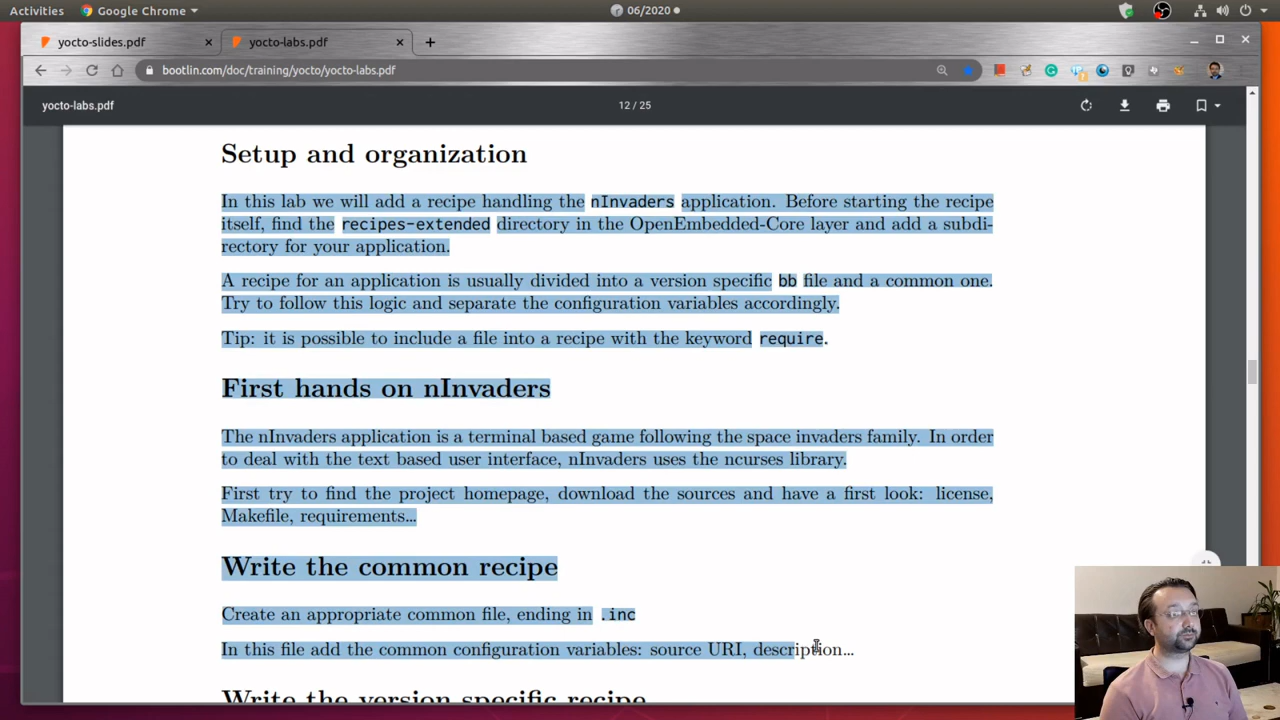 Activities
Google Chrome
06/2020
yocto-slides.pdf
yocto-labs.pdf
bootlin.com/doc/training/yocto/yocto-labs.pdf
yocto-labs.pdf
12 / 25
Setup and organization
In this lab we will add a recipe handling the nInvaders application. Before starting the recipe
itself, find the recipes-extended directory in the OpenEmbedded-Core layer and add a subdi-
rectory for your application.
A recipe for an application is usually divided into a version specific bb file and a common one.
Try to follow this logic and separate the configuration variables accordingly.
Tip: it is possible to include a file into a recipe with the keyword require.
First hands on nInvaders
The nInvaders application is a terminal based game following the space invaders family. In order
to deal with the text based user interface, nInvaders uses the ncurses library.
First try to find the project homepage, download the sources and have a first look: license,
Makefile, requirements…
Write the common recipe
Create an appropriate common file, ending in .inc
In this file add the common configuration variables: source URI, description…
Write the version specific recipe